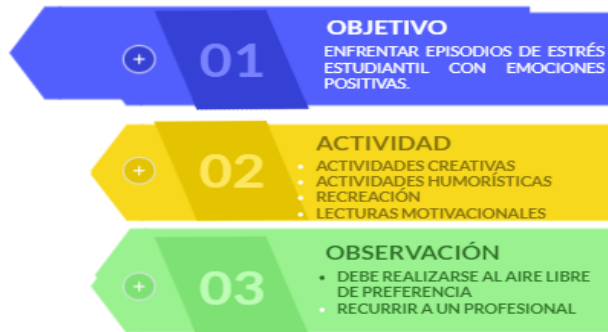 01
OBJETIVO
ENFRENTAR EPISODIOS DE ESTRÉS
ESTUDIANTIL CON EMOCIONES
POSITIVAS.
02
ACTIVIDAD
• ACTIVIDADES CREATIVAS
• ACTIVIDADES HUMORÍSTICAS
• RECREACIÓN
• LECTURAS MOTIVACIONALES
03
OBSERVACIÓN
• DEBE REALIZARSE AL AIRE LIBRE
DE PREFERENCIA
• RECURRIR A UN PROFESIONAL